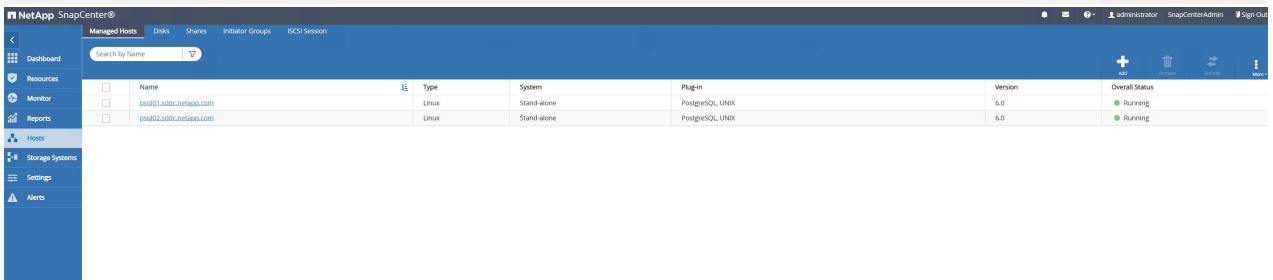 NetApp SnapCenter®
administrator SnapCenterAdmin Sign Out
Managed Hosts Disks Shares Initiator Groups iSCSI Session
Search by Name
Dashboard
Resources
Monitor
Reports
Hosts
Storage Systems
Settings
Alerts
Add Remove Refresh More
Name Type System Plug-in Version Overall Status
psql01.sddc.netapp.com Linux Stand-alone PostgreSQL, UNIX 6.0 Running
psql02.sddc.netapp.com Linux Stand-alone PostgreSQL, UNIX 6.0 Running